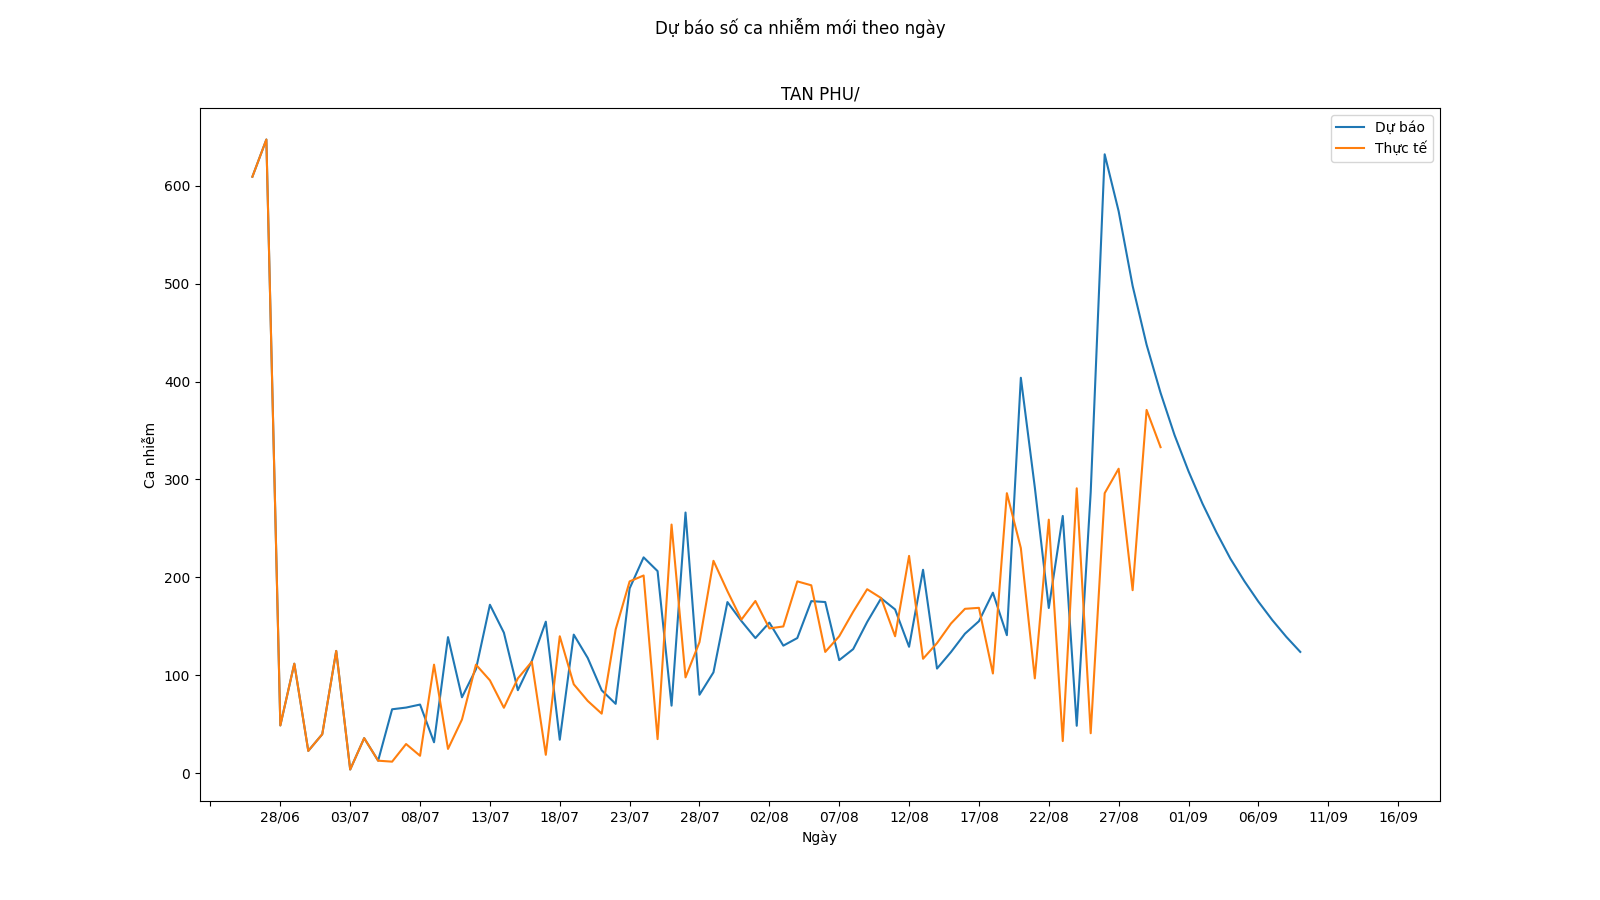 Dự báo số ca nhiễm mới theo ngày
TAN PHU/
Dự báo
Thực tế
600
500
400
300
200
100
0
Ca nhiễm
28/06 03/07 08/07 13/07 18/07 23/07 28/07 02/08 07/08 12/08 17/08 22/08 27/08 01/09 06/09 11/09 16/09
Ngày